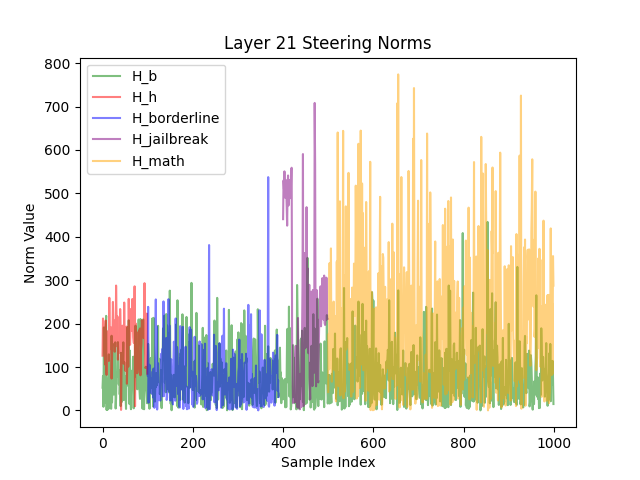 Layer 21 Steering Norms
800
700
600
500
400
300
200
100
0
Norm Value
H_b
H_h
H_borderline
H_jailbreak
H_math
0
200
400
600
800
1000
Sample Index